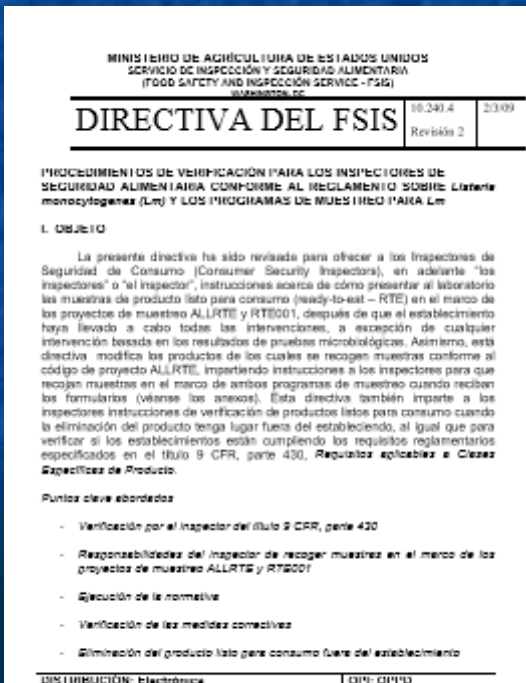 MINISTERIO DE AGRICULTURA DE ESTADOS UNIDOS
SERVICIO DE INSPECCIÓN Y SEGURIDAD ALIMENTARIA
(FOOD SAFETY AND INSPECCIÓN SERVICE - FSIS)
WASHINGTON, DC
DIRECTIVA DEL FSIS
10.240.4
Revisión 2
2/3/09
PROCEDIMIENTOS DE VERIFICACIÓN PARA LOS INSPECTORES DE
SEGURIDAD ALIMENTARIA CONFORME AL REGLAMENTO SOBRE Listeria
monocytogenes (Lm) Y LOS PROGRAMAS DE MUESTREO PARA Lm
I. OBJETO
La presente directiva ha sido revisada para ofrecer a los Inspectores de
Seguridad de Consumo (Consumer Security Inspectors), en adelante "los
inspectores" o "el inspector", instrucciones acerca de cómo presentar al laboratorio
las muestras de producto listo para consumo (ready-to-eat – RTE) en el marco de
los proyectos de muestreo ALLRTE y RTE001, después de que el establecimiento
haya llevado a cabo todas las intervenciones, a excepción de cualquier
intervención basada en los resultados de pruebas microbiológicas. Asimismo, está
directiva modifica los productos de los cuales se recogen muestras conforme al
código de proyecto ALLRTE, impartiendo instrucciones a los inspectores para que
recojan muestras en el marco de ambos programas de muestreo cuando reciban
los formularios (véanse los anexos). Esta directiva también imparte a los
inspectores instrucciones de verificación de productos listos para consumo cuando
la eliminación del producto tenga lugar fuera del estableciendo, al igual que para
verificar si los establecimientos están cumpliendo los requisitos reglamentarios
especificados en el título 9 CFR, parte 430, Requisitos aplicables a Clases
Específicas de Producto.
Puntos clave abordados
- Verificación por el inspector del título 9 CFR, parte 430
- Responsabilidades del inspector de recoger muestras en el marco de los
proyectos de muestreo ALLRTE y RTE001
- Ejecución de la normativa
- Verificación de las medidas correctivas
- Eliminación del producto listo para consumo fuera del establecimiento
DISTRIBUCIÓN: Electrónica
OPI: OPPD